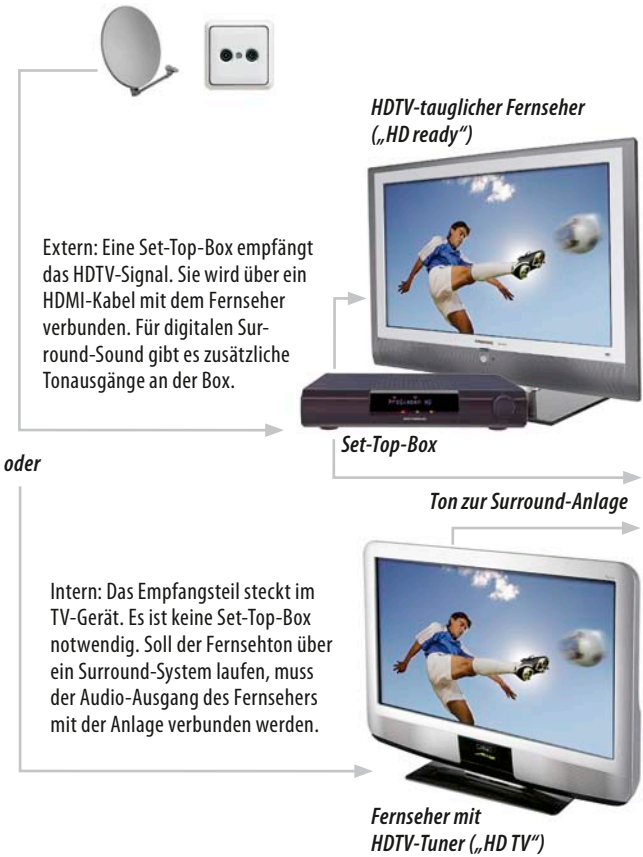 HDTV-tauglicher Fernseher
(„HD ready“)
Extern: Eine Set-Top-Box empfängt
das HDTV-Signal. Sie wird über ein
HDMI-Kabel mit dem Fernseher
verbunden. Für digitalen Sur-
round-Sound gibt es zusätzliche
Tonausgänge an der Box.
Set-Top-Box
oder
Ton zur Surround-Anlage
Intern: Das Empfangsteil steckt im
TV-Gerät. Es ist keine Set-Top-Box
notwendig. Soll der Fernsehton über
ein Surround-System laufen, muss
der Audio-Ausgang des Fernsehers
mit der Anlage verbunden werden.
Fernseher mit
HDTV-Tuner („HD TV“)